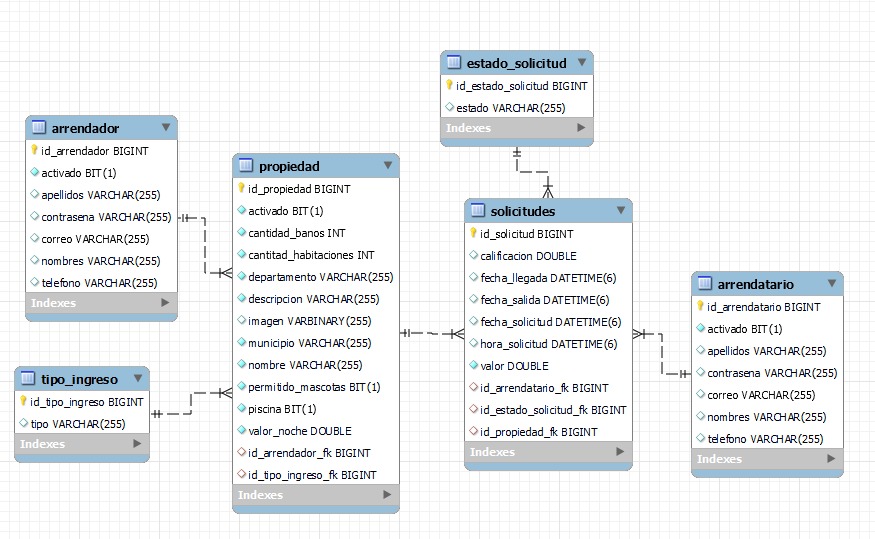 estado_solicitud
id_estado_solicitud BIGINT
estado VARCHAR(255)
Indexes
arrendador
id_arrendador BIGINT
activado BIT(1)
apellidos VARCHAR(255)
contrasena VARCHAR(255)
correo VARCHAR(255)
nombres VARCHAR(255)
telefono VARCHAR(255)
Indexes
propiedad
id_propiedad BIGINT
activado BIT(1)
cantidad_banos INT
cantitad_habitaciones INT
departamento VARCHAR(255)
descripcion VARCHAR(255)
imagen VARBINARY(255)
municipio VARCHAR(255)
nombre VARCHAR(255)
permitido_mascotas BIT(1)
piscina BIT(1)
valor_noche DOUBLE
id_arrendador_fk BIGINT
id_tipo_ingreso_fk BIGINT
Indexes
solicitudes
id_solicitud BIGINT
calificacion DOUBLE
fecha_llegada DATETIME(6)
fecha_salida DATETIME(6)
fecha_solicitud DATETIME(6)
hora_solicitud DATETIME(6)
valor DOUBLE
id_arrendatario_fk BIGINT
id_estado_solicitud_fk BIGINT
id_propiedad_fk BIGINT
Indexes
arrendatario
id_arrendatario BIGINT
activado BIT(1)
apellidos VARCHAR(255)
contrasena VARCHAR(255)
correo VARCHAR(255)
nombres VARCHAR(255)
telefono VARCHAR(255)
Indexes
tipo_ingreso
id_tipo_ingreso BIGINT
tipo VARCHAR(255)
Indexes